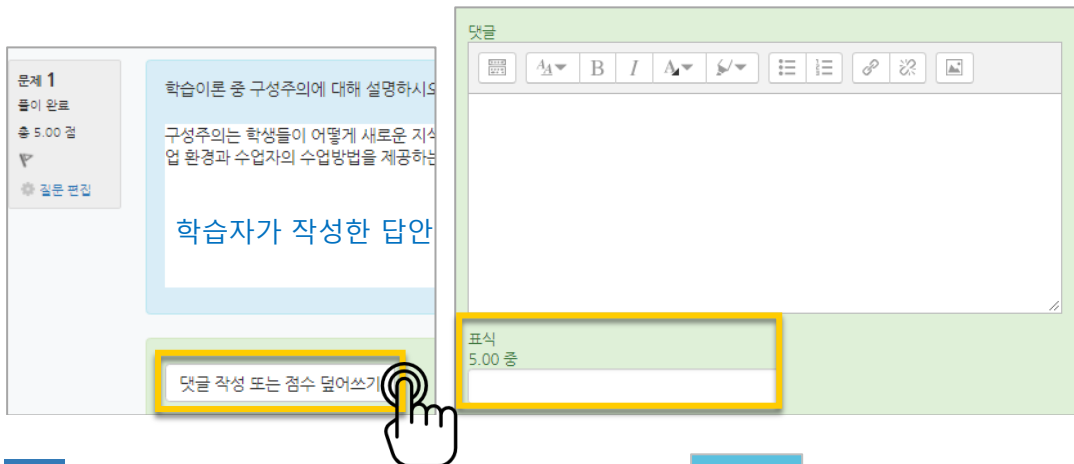 문제 1
풀이 완료
총 5.00 점
질문 편집
학습이론 중 구성주의에 대해 설명하시오
구성주의는 학생들이 어떻게 새로운 지식
업 환경과 수업자의 수업방법을 제공하는
학습자가 작성한 답안
댓글 작성 또는 점수 덮어쓰기
댓글
표식
5.00 중